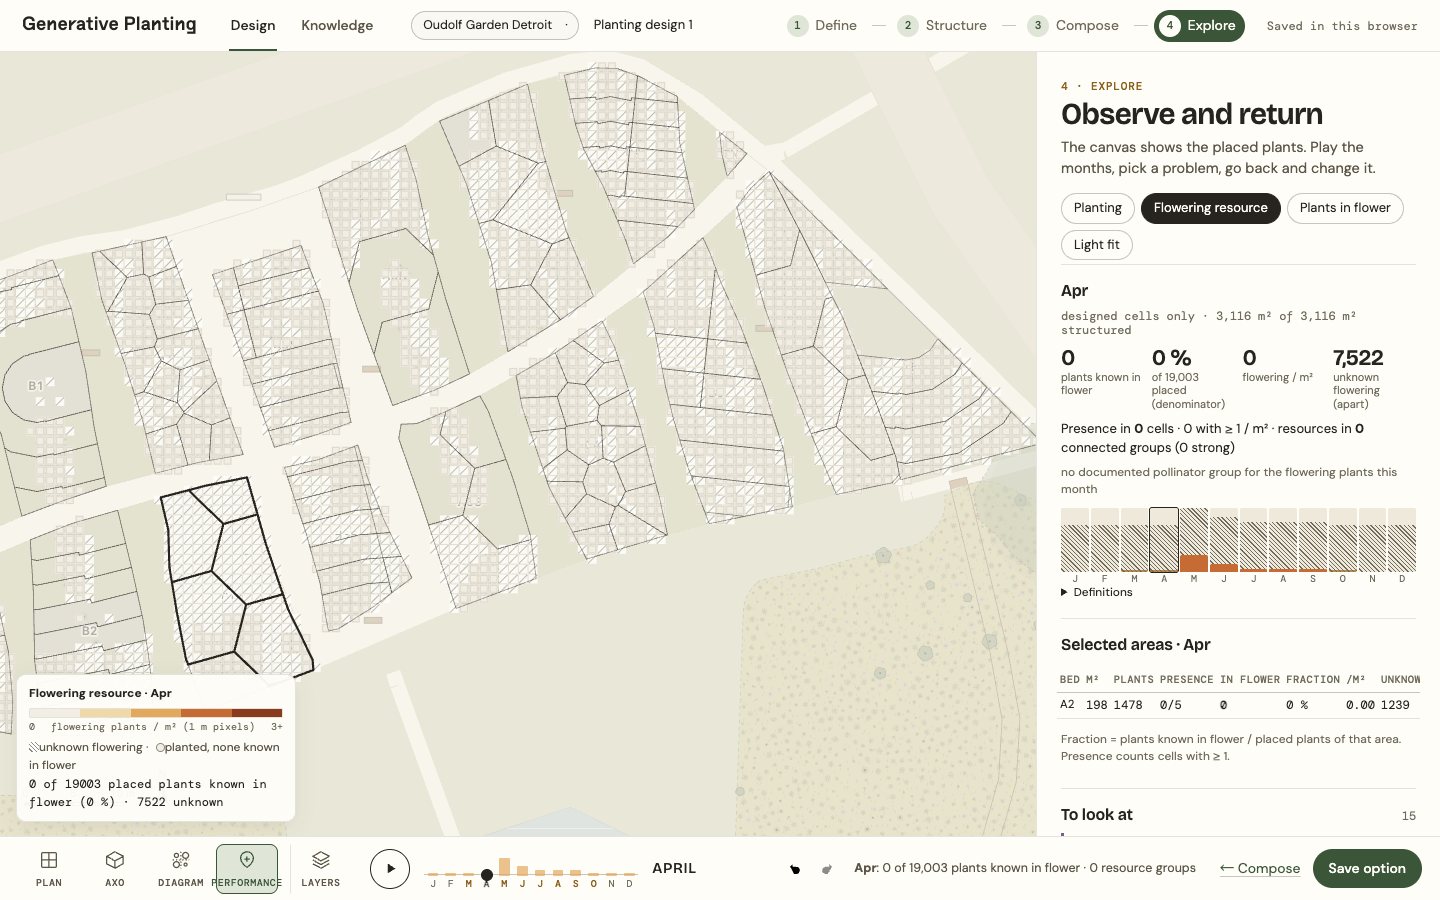 Generative Planting
Design
Knowledge
Oudolf Garden Detroit ·
Planting design 1
1 Define — 2 Structure — 3 Compose — 4 Explore
Saved in this browser
4 · EXPLORE
Observe and return
The canvas shows the placed plants. Play the
months, pick a problem, go back and change it.
Planting
Flowering resource
Plants in flower
Light fit
Apr
designed cells only · 3,116 m² of 3,116 m²
structured
0 0 % 0 7,522
plants known in of 19,003 flowering / m² unknown
flower placed flowering
(denominator) (apart)
Presence in 0 cells · 0 with ≥ 1 / m² · resources in 0
connected groups (0 strong)
no documented pollinator group for the flowering plants this
month
J F M A M J J A S O N D
▶ Definitions
Selected areas · Apr
BED M² PLANTS PRESENCE IN FLOWER FRACTION /M² UNKNOW
A2 198 1478 0/5 0 0 % 0.00 1239
Fraction = plants known in flower / placed plants of that area.
Presence counts cells with ≥ 1.
To look at
15
B1
B2
Flowering resource · Apr
0 flowering plants / m² (1 m pixels) 3+
unknown flowering · planted, none known
in flower
0 of 19003 placed plants known in
flower (0 %) · 7522 unknown
PLAN
AXO
DIAGRAM
PERFORMANCE
LAYERS
J F M A M J J A S O N D
APRIL
Apr: 0 of 19,003 plants known in flower · 0 resource groups
← Compose
Save option